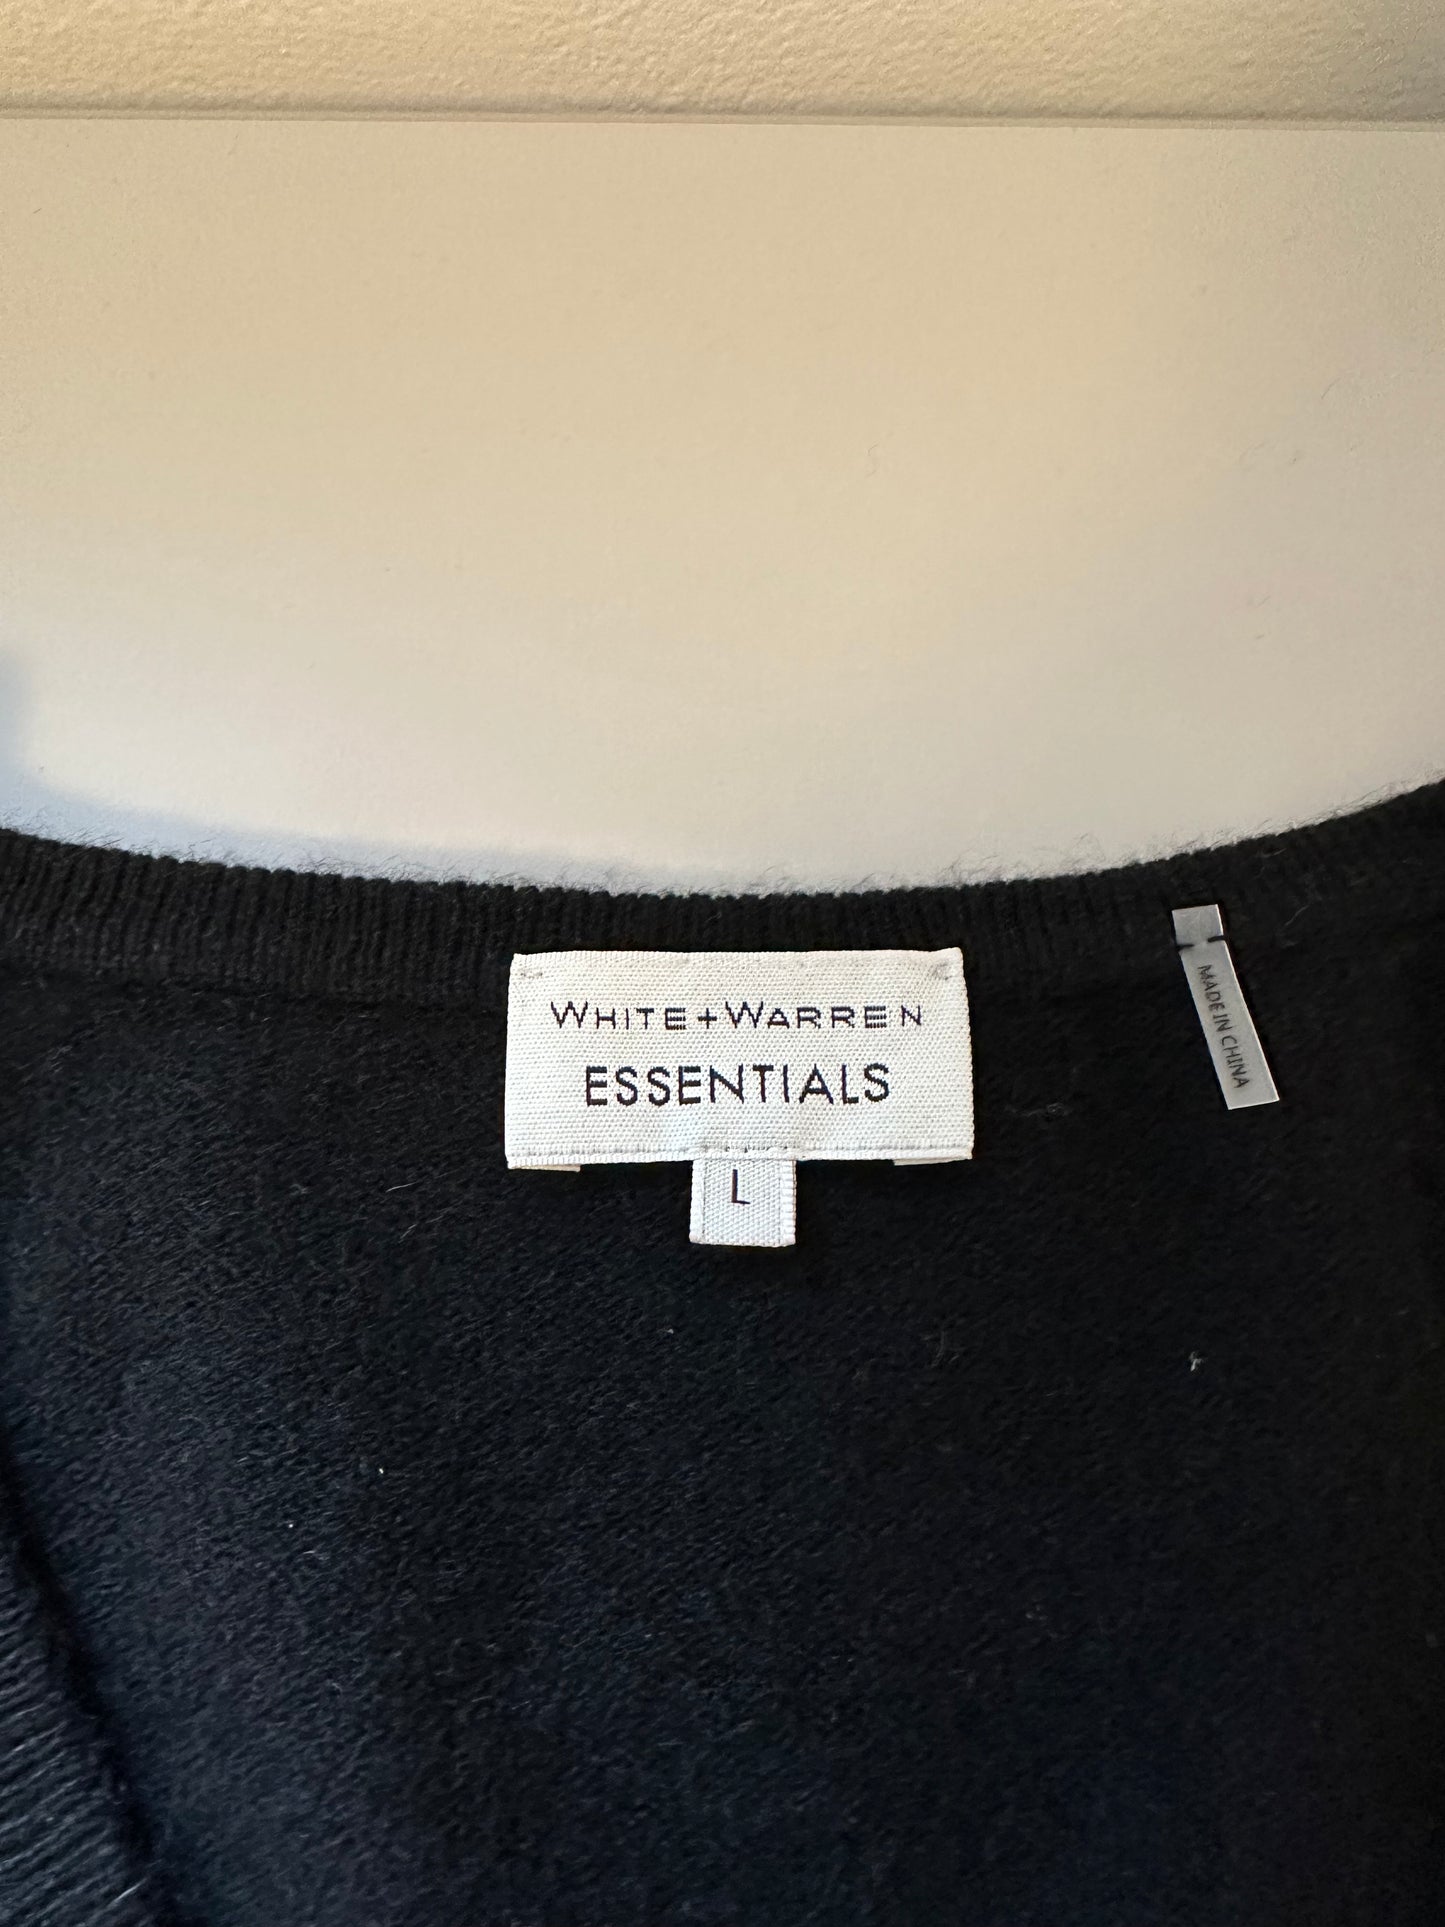 WHITE+WARREN
ESSENTIALS
L
MADE IN CHINA